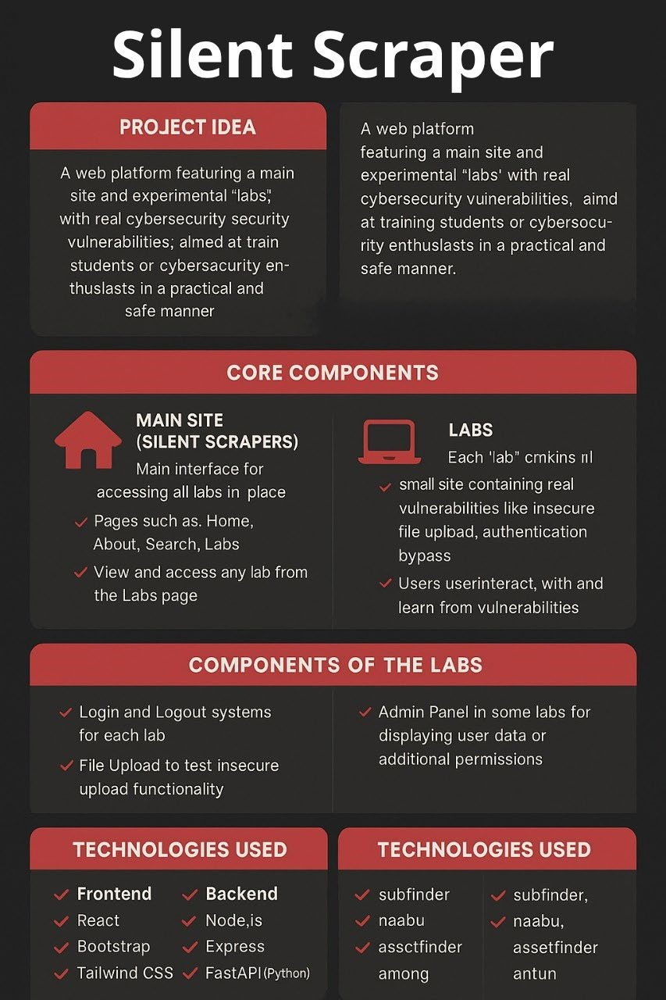 Silent Scraper
PROJECT IDEA
A web platform featuring a main
site and experimental “labs”,
with real cybersecurity security
vulnerabilities; almed at train
students or cybersacurity en-
thuslasts in a practical and
safe manner
A web platform
featuring a main site and
experimental “labs' with real
cybersecurity vuinerabilities, aimd
at training students or cybersocu-
rity enthuslasts in a practical and
safe manner.
CORE COMPONENTS
MAIN SITE
(SILENT SCRAPERS)
Main interface for
accessing all labs in place
Pages such as. Home,
About, Search, Labs
View and access any lab from
the Labs page
LABS
Each 'lab”
small site containing real
vulnerabilities like insecure
file uplbad, authentication
bypass
Users userinteract, with and
learn from vulnerabilities
COMPONENTS OF THE LABS
Login and Logout systems
for each lab
File Upload to test insecure
upload functionality
Admin Panel in some labs for
displaying user data or
additional permissions
TECHNOLOGIES USED
Frontend
React
Bootstrap
Tailwind CSS
Backend
Node,is
Express
FastAPI (Python)
TECHNOLOGIES USED
subfinder
naabu
assctfinder
among
subfinder,
naabu,
assetfinder
antun